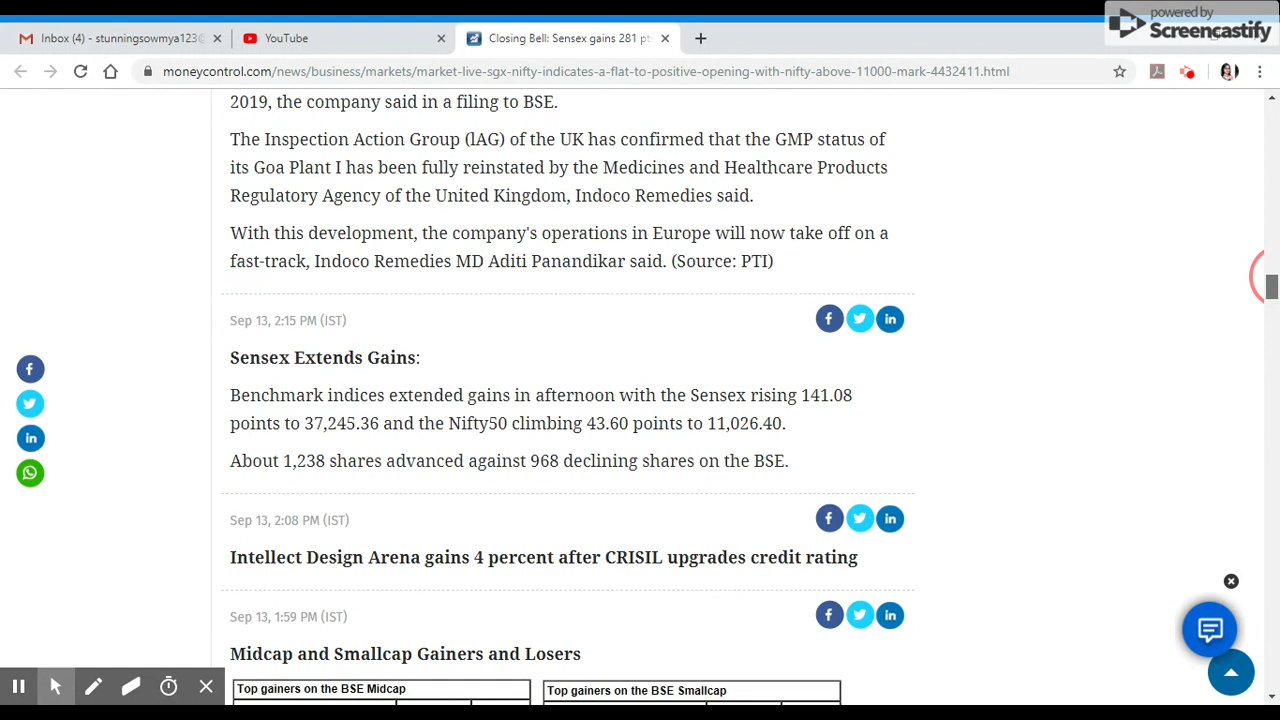 powered by
Screencastify
Inbox (4) - stunningsowmya123@
YouTube
Closing Bell: Sensex gains 281 pt
moneycontrol.com/news/business/markets/market-live-sgx-nifty-indicates-a-flat-to-positive-opening-with-nifty-above-11000-mark-4432411.html
2019, the company said in a filing to BSE.
The Inspection Action Group (lAG) of the UK has confirmed that the GMP status of
its Goa Plant I has been fully reinstated by the Medicines and Healthcare Products
Regulatory Agency of the United Kingdom, Indoco Remedies said.
With this development, the company's operations in Europe will now take off on a
fast-track, Indoco Remedies MD Aditi Panandikar said. (Source: PTI)
Sep 13, 2:15 PM (IST)
Sensex Extends Gains:
Benchmark indices extended gains in afternoon with the Sensex rising 141.08
points to 37,245.36 and the Nifty50 climbing 43.60 points to 11,026.40.
About 1,238 shares advanced against 968 declining shares on the BSE.
Sep 13, 2:08 PM (IST)
Intellect Design Arena gains 4 percent after CRISIL upgrades credit rating
Sep 13, 1:59 PM (IST)
Midcap and Smallcap Gainers and Losers
Top gainers on the BSE Midcap
Top gainers on the BSE Smallcap